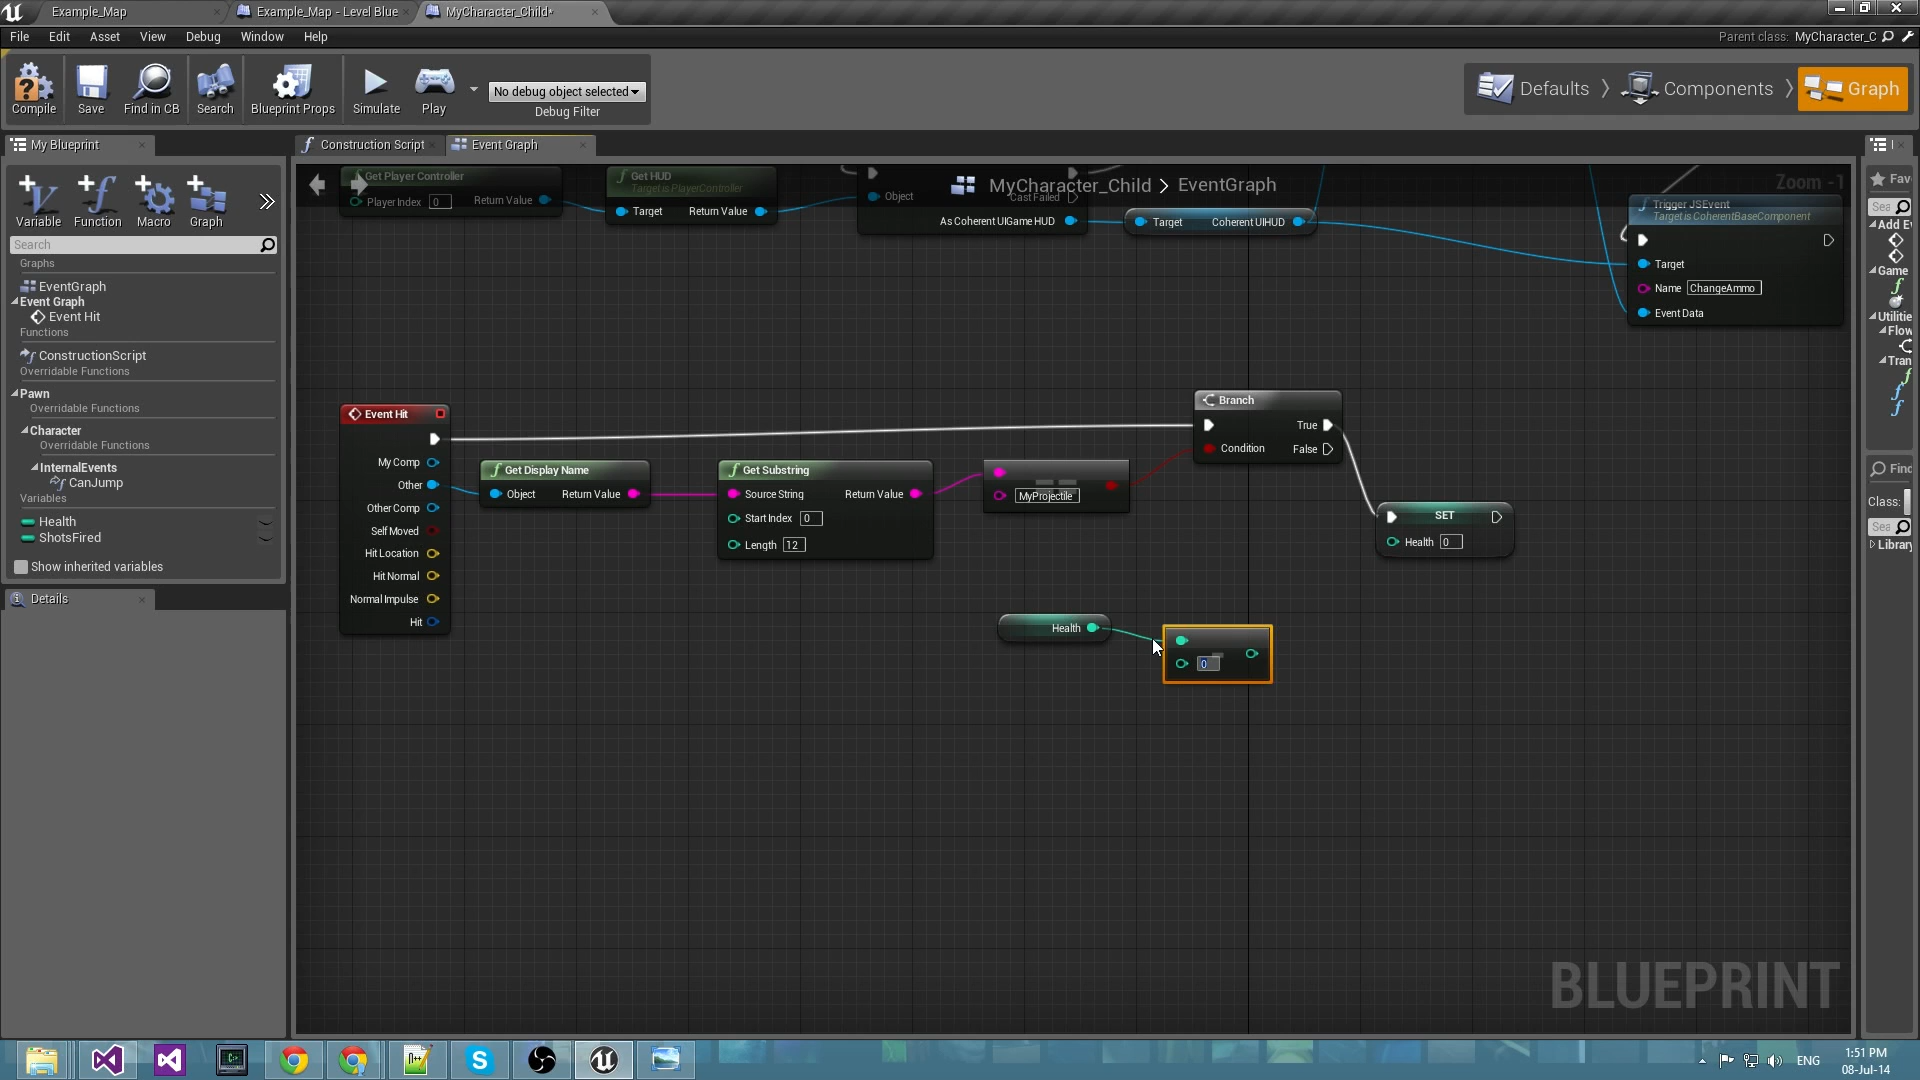 Example_Map
Example_Map - Level Blue
MyCharacter_Child*
File Edit Asset View Debug Window Help
Parent class: MyCharacter_C
Compile
Save
Find in CB
Search
Blueprint Props
Simulate
Play
No debug object selected
Debug Filter
Defaults
Components
Graph
My Blueprint
Construction Script
Event Graph
Variable
Function
Macro
Graph
Search
Graphs
EventGraph
Event Graph
Event Hit
Functions
ConstructionScript
Overridable Functions
Pawn
Overridable Functions
Character
Overridable Functions
InternalEvents
CanJump
Variables
Health
ShotsFired
Show inherited variables
Details
MyCharacter_Child > EventGraph
Zoom -1
Get Player Controller
Player Index 0 Return Value
Get HUD
Target is PlayerController
Target Return Value
Object
Cast Failed
As Coherent UIGame HUD
Target Coherent UIHUD
Trigger JSEvent
Target is CoherentBaseComponent
Target
Name ChangeAmmo
Event Data
Event Hit
My Comp
Other
Other Comp
Self Moved
Hit Location
Hit Normal
Normal Impulse
Hit
Get Display Name
Object Return Value
Get Substring
Source String Return Value
Start Index 0
Length 12
MyProjectile
Branch
True
Condition False
SET
Health 0
Health
0
BLUEPRINT
Fav
Sea
Add E
Game
Utilitie
Flow
Tran
Find
Class:
Sea
Library
ENG
1:51 PM
08-Jul-14